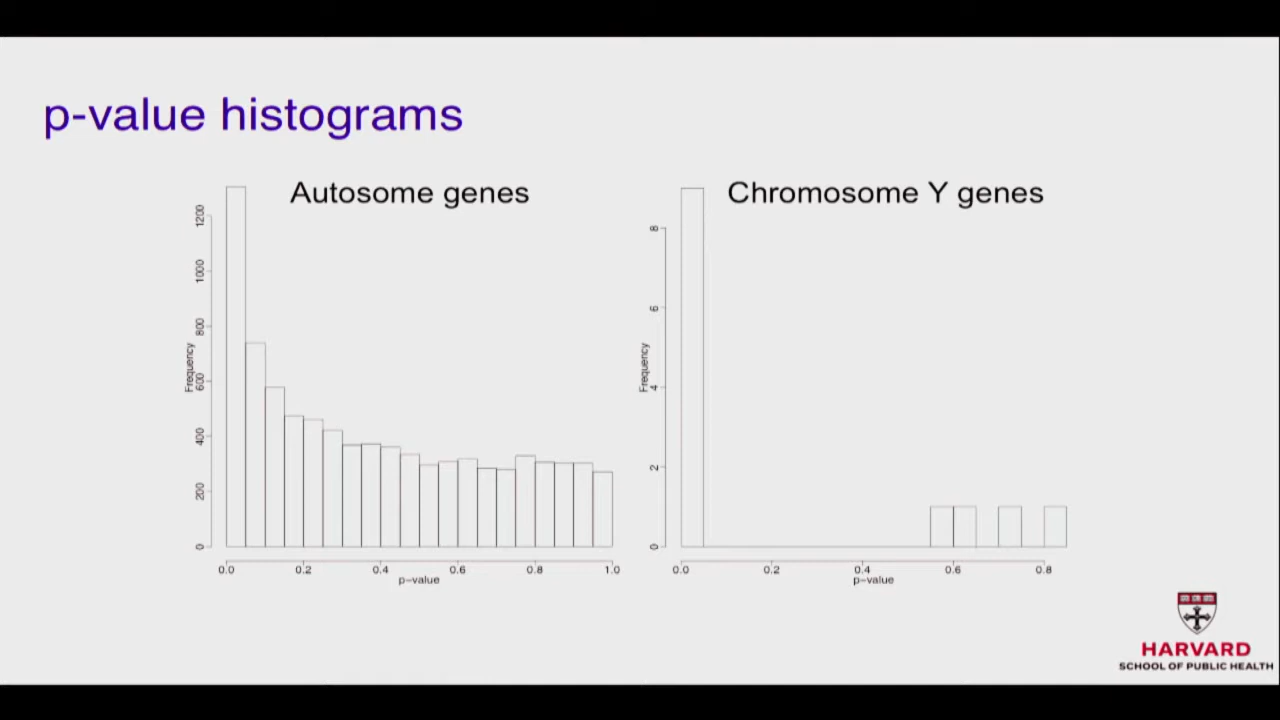 p-value histograms
Autosome genes
Frequency
0
200
400
600
800
1000
1200
0.0 0.2 0.4 0.6 0.8 1.0
p-value
Chromosome Y genes
Frequency
0
2
4
6
8
0.0 0.2 0.4 0.6 0.8
p-value
HARVARD
SCHOOL OF PUBLIC HEALTH